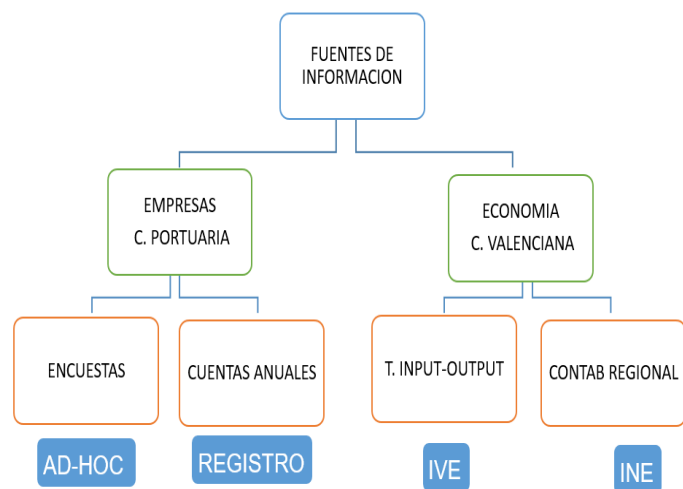 FUENTES DE
INFORMACION
EMPRESAS
C. PORTUARIA
ECONOMIA
C. VALENCIANA
ENCUESTAS
CUENTAS ANUALES
T. INPUT-OUTPUT
CONTAB REGIONAL
AD-HOC
REGISTRO
IVE
INE